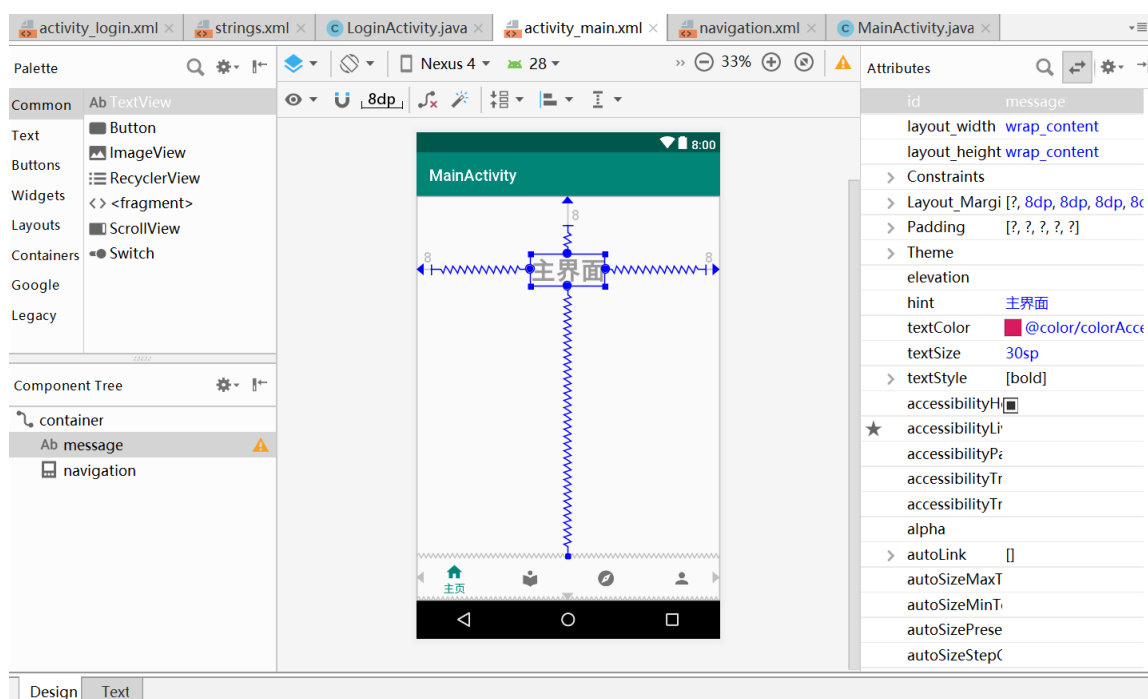 activity_login.xml strings.xml LoginActivity.java activity_main.xml navigation.xml MainActivity.java
Palette
Common
Text
Buttons
Widgets
Layouts
Containers
Google
Legacy
Ab TextView
Button
ImageView
RecyclerView
<fragment>
ScrollView
Switch
Component Tree
container
Ab message
navigation
Nexus 4 28 33%
8dp
8:00
MainActivity
8
8 8
主界面
主页
Attributes
id message
layout_width wrap_content
layout_height wrap_content
Constraints
Layout_Margi [?, 8dp, 8dp, 8dp, 8d
Padding [?, ?, ?, ?, ?]
Theme
elevation
hint 主界面
textColor @color/colorAcce
textSize 30sp
textStyle [bold]
accessibilityH
accessibilityLi
accessibilityPa
accessibilityTr
accessibilityTr
alpha
autoLink []
autoSizeMaxT
autoSizeMinT
autoSizePrese
autoSizeStepG
Design Text